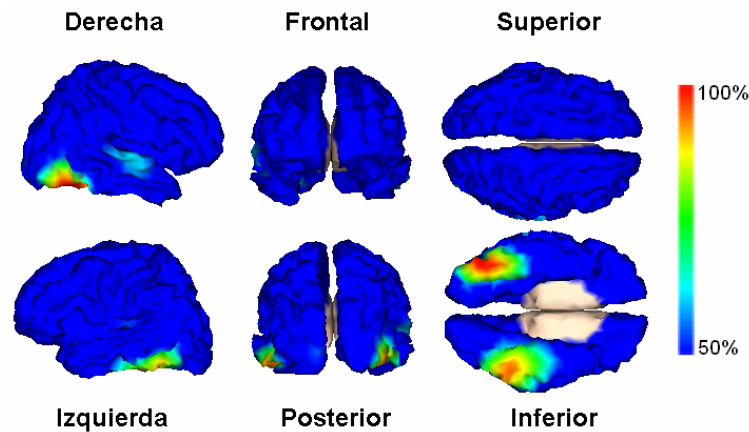 Derecha
Frontal
Superior
100%
50%
Izquierda
Posterior
Inferior